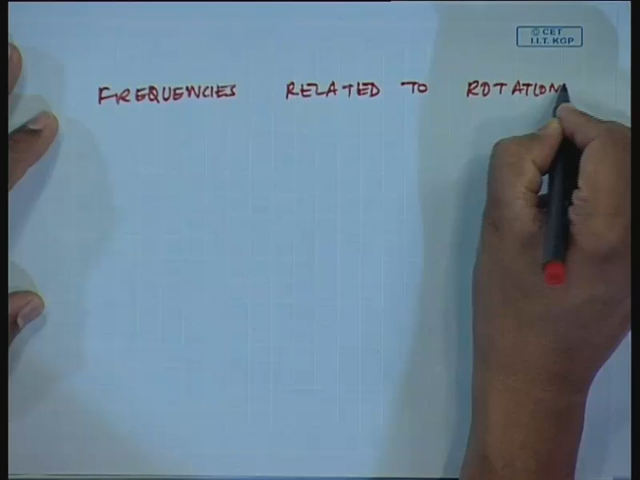 © CET
I.I.T. KGP
FREQUENCIES RELATED TO ROTATION